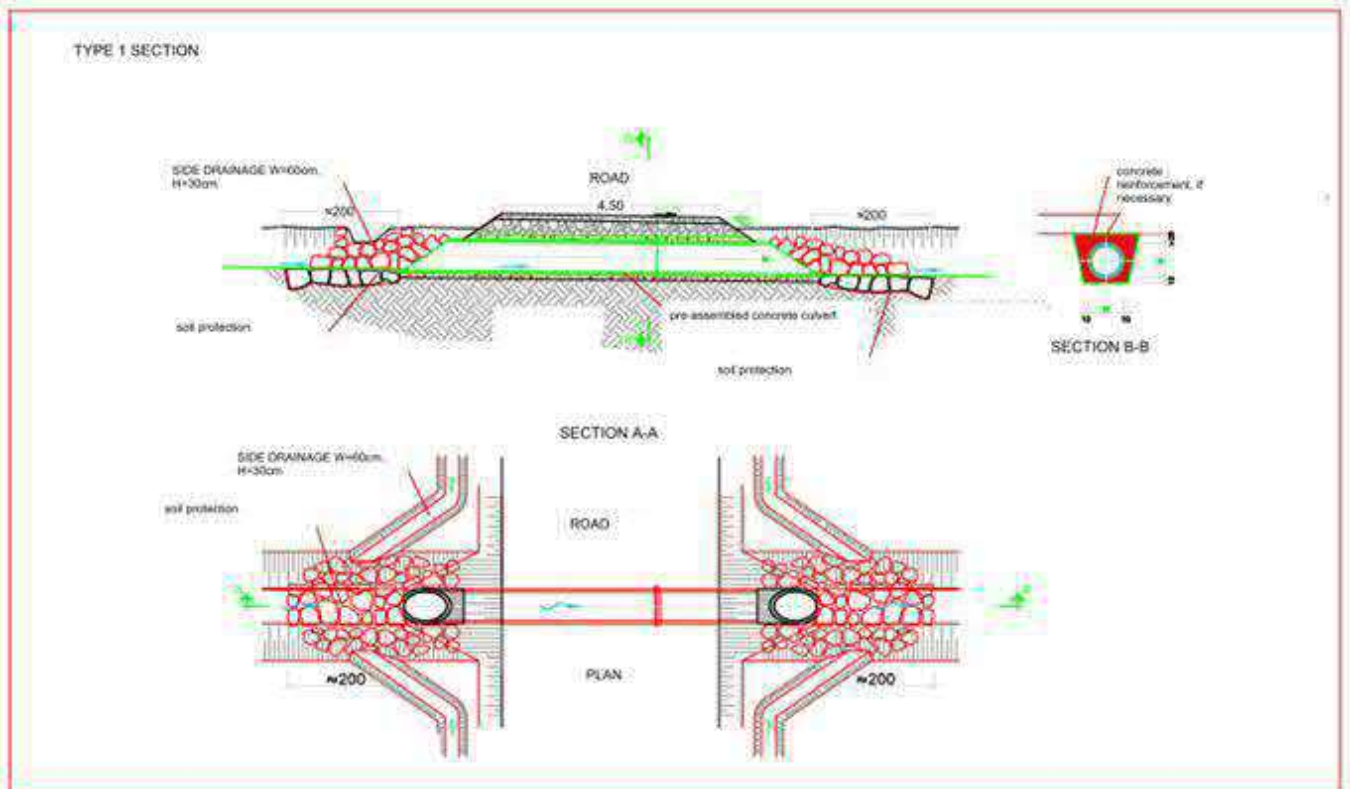 TYPE 1 SECTION
SIDE DRAINAGE W=60cm,
H=30cm
ROAD
4,50
≈200
≈200
concrete
reinforcement, if
necessary
soil protection
pre-assembled concrete culvert
soil protection
SECTION B-B
SECTION A-A
SIDE DRAINAGE W=60cm,
H=30cm
soil protection
ROAD
PLAN
≈200
≈200